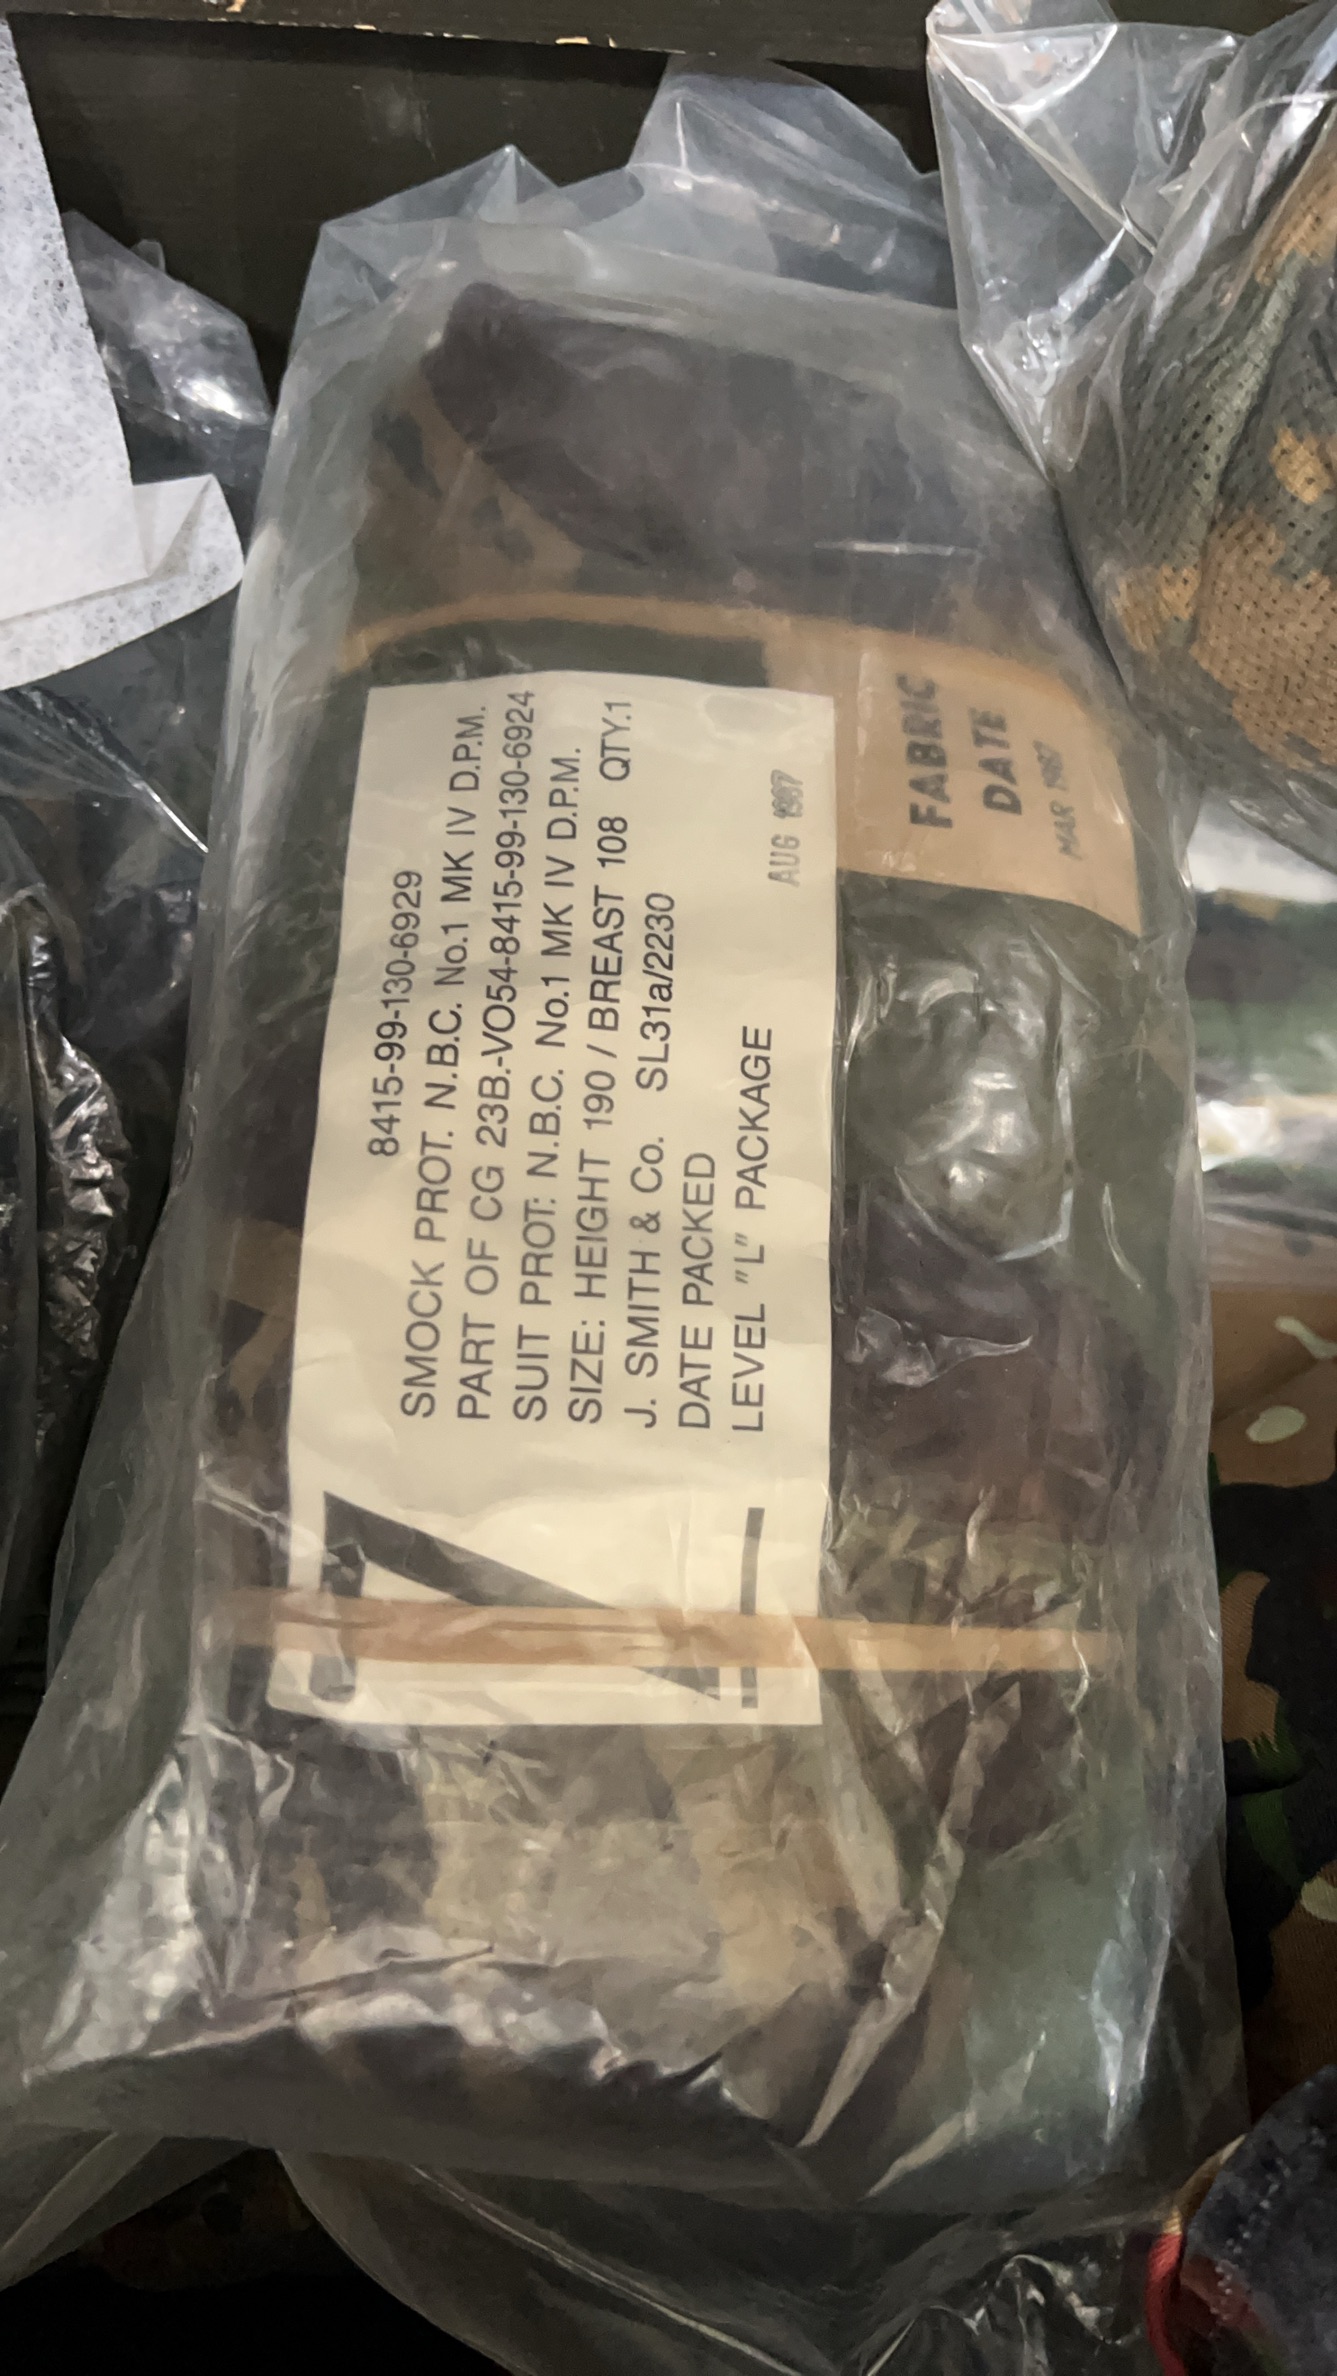 8415-99-130-6929
SMOCK PROT. N.B.C. No.1 MK IV D.P.M.
PART OF CG 23B.-VO54-8415-99-130-6924
SUIT PROT: N.B.C. No.1 MK IV D.P.M.
SIZE: HEIGHT 190 / BREAST 108 QTY.1
J. SMITH & Co. SL31a/2230
DATE PACKED AUG 1987
LEVEL "L" PACKAGE
FABRIC
DATE
MAR 1987